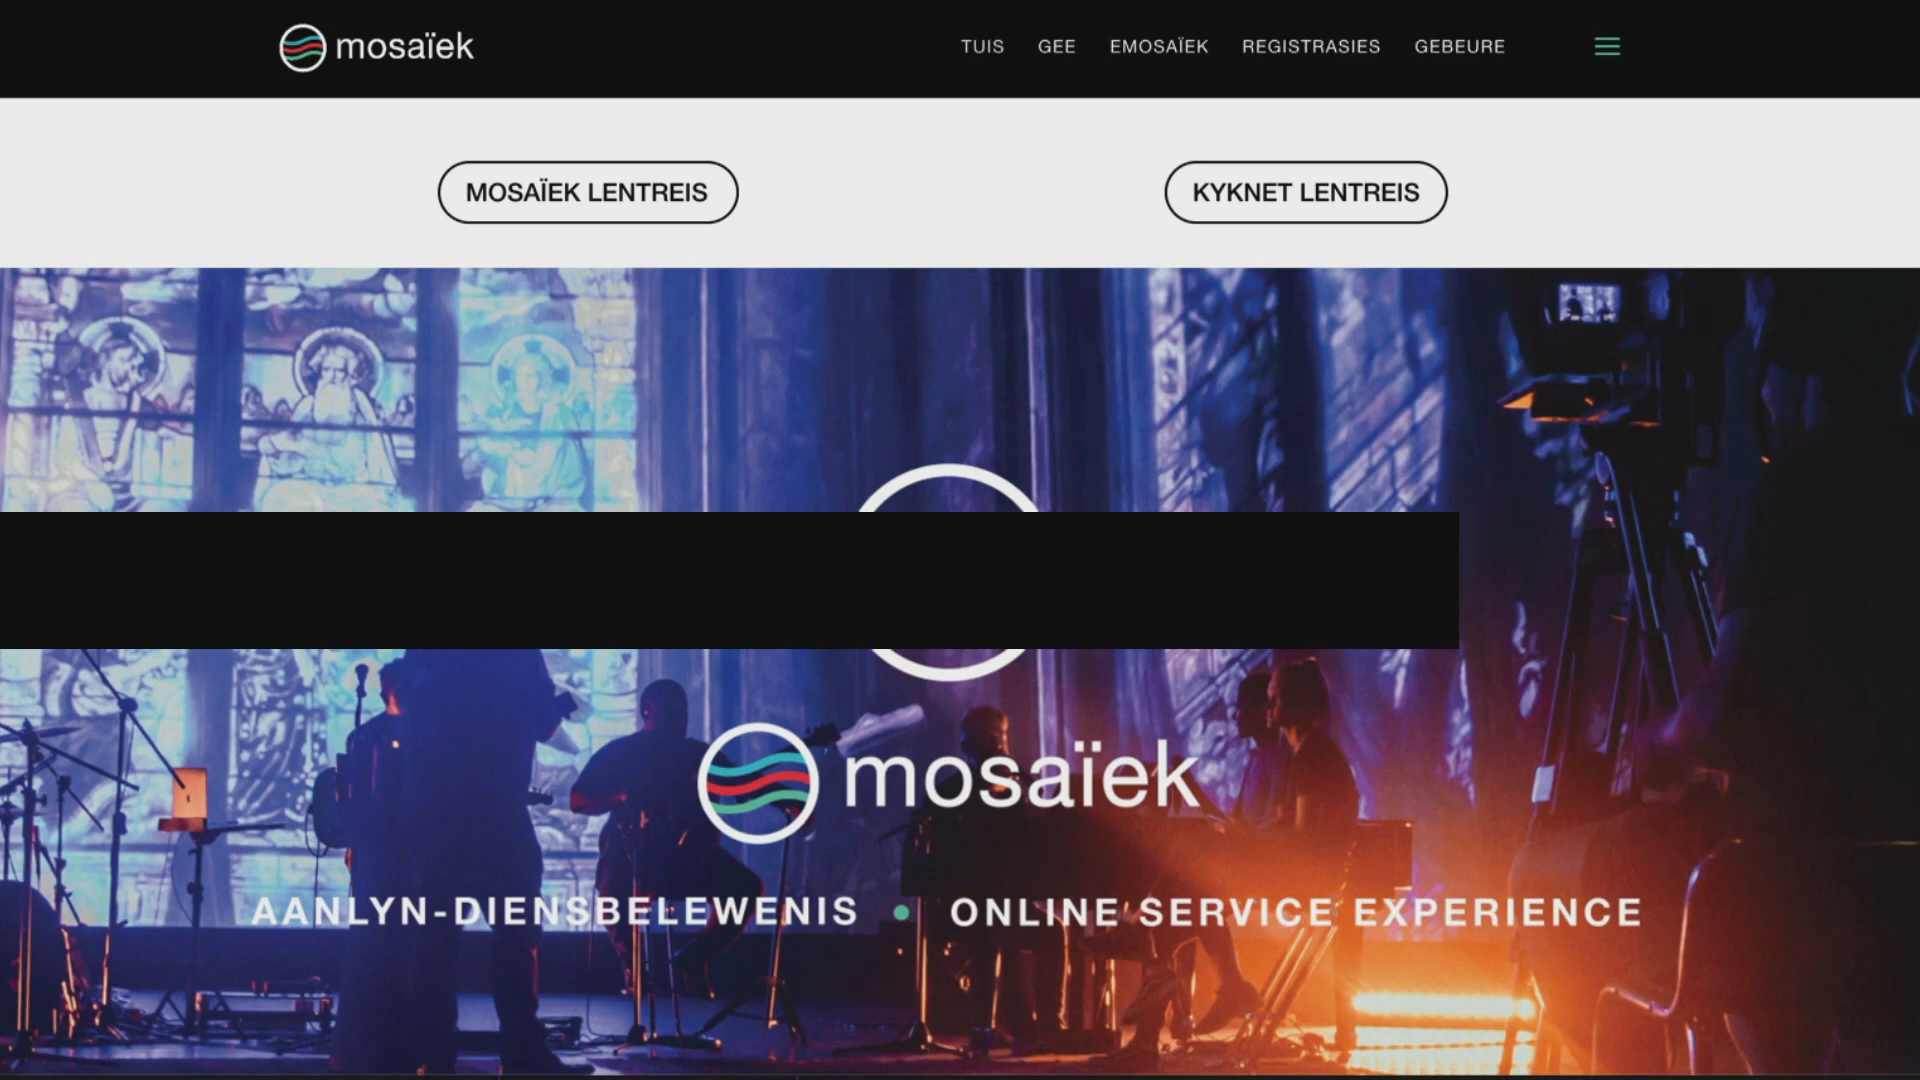 mosaïek
TUIS GEE EMOSAÏEK REGISTRASIES GEBEURE
MOSAÏEK LENTREIS KYKNET LENTREIS
mosaïek
AANLYN-DIENSBELEWENIS • ONLINE SERVICE EXPERIENCE